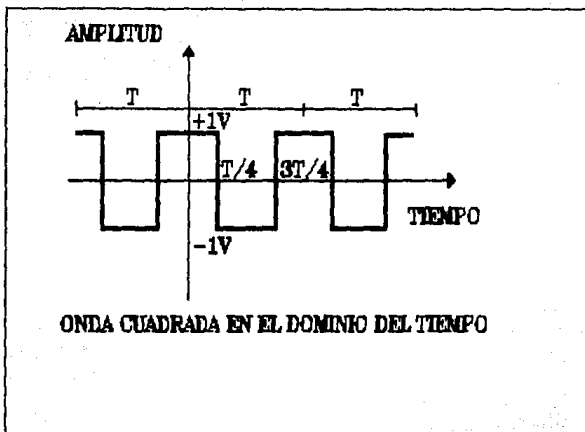 AMPLITUD
T T T
+1V
T/4 3T/4
TIEMPO
-1V
ONDA CUADRADA EN EL DOMINIO DEL TIEMPO